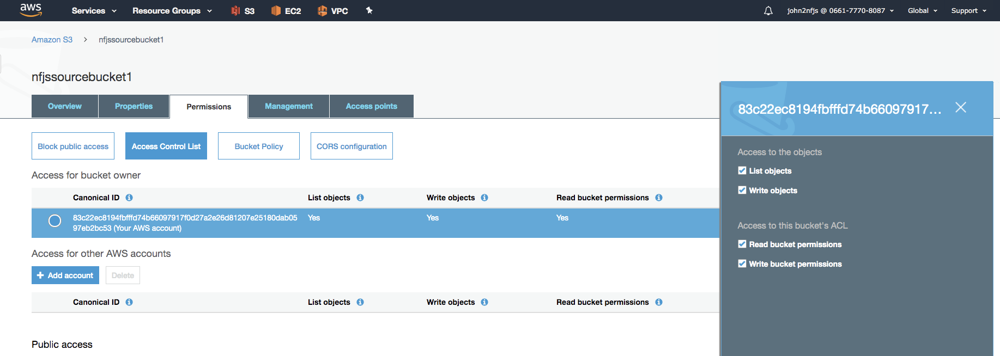 aws Services Resource Groups S3 EC2 VPC john2nfjs @ 0661-7770-8087 Global Support
Amazon S3 > nfjssourcebucket1
nfjssourcebucket1
Overview Properties Permissions Management Access points
Block public access Access Control List Bucket Policy CORS configuration
Access for bucket owner
Canonical ID List objects Write objects Read bucket permissions
83c22ec8194fbfffd74b66097917f0d27a2e26d81207e25180dab05 Yes Yes Yes
97eb2bc53 (Your AWS account)
Access for other AWS accounts
+ Add account Delete
Canonical ID List objects Write objects Read bucket permissions
Public access
83c22ec8194fbfffd74b66097917...
Access to the objects
List objects
Write objects
Access to this bucket's ACL
Read bucket permissions
Write bucket permissions